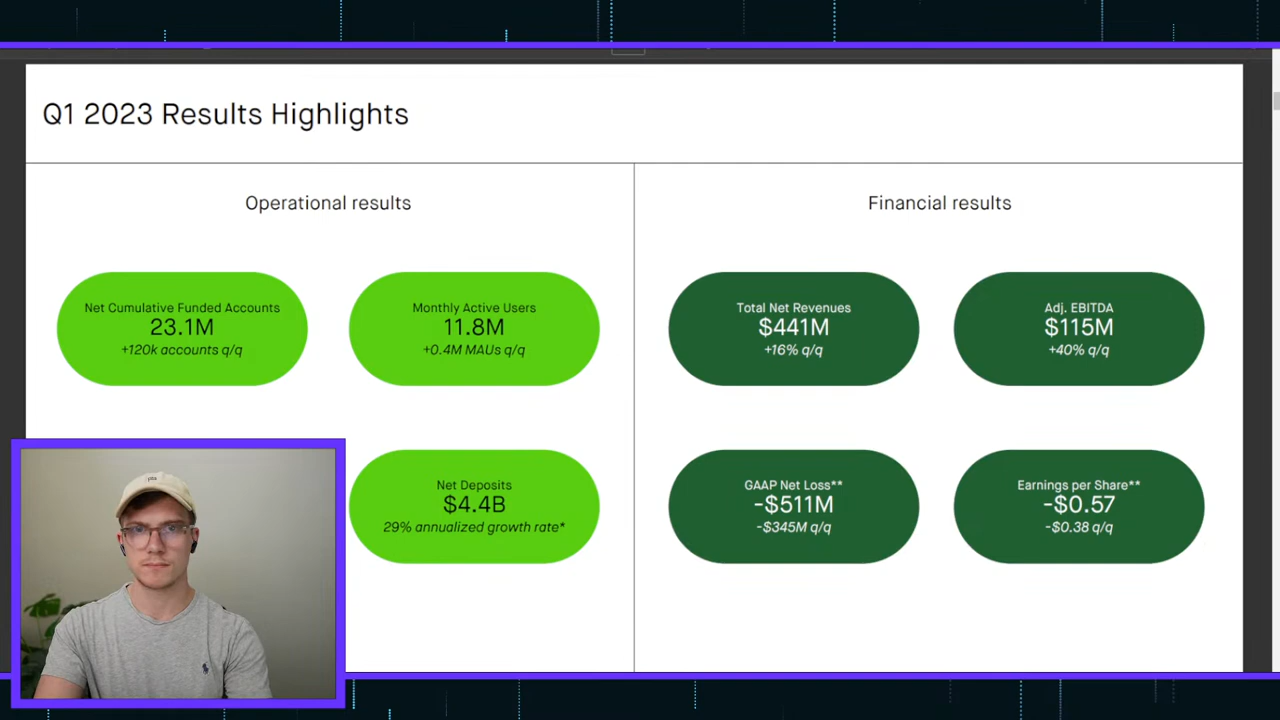 Q1 2023 Results Highlights
Operational results
Net Cumulative Funded Accounts
23.1M
+120k accounts q/q
Monthly Active Users
11.8M
+0.4M MAUs q/q
Net Deposits
$4.4B
29% annualized growth rate*
Financial results
Total Net Revenues
$441M
+16% q/q
Adj. EBITDA
$115M
+40% q/q
GAAP Net Loss**
-$511M
-$345M q/q
Earnings per Share**
-$0.57
-$0.38 q/q